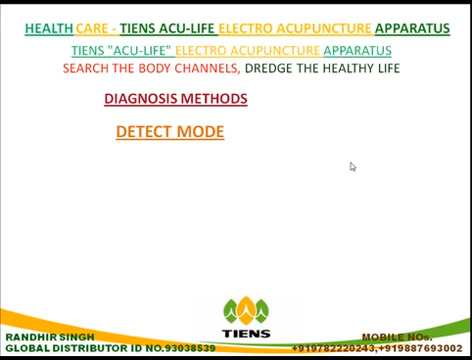 HEALTH CARE - TIENS ACU-LIFE ELECTRO ACUPUNCTURE APPARATUS
TIENS "ACU-LIFE" ELECTRO ACUPUNCTURE APPARATUS
SEARCH THE BODY CHANNELS, DREDGE THE HEALTHY LIFE
DIAGNOSIS METHODS
DETECT MODE
TIENS
RANDHIR SINGH
GLOBAL DISTRIBUTOR ID NO.93038539
MOBILE NOs.
+919782220243,+919887693002